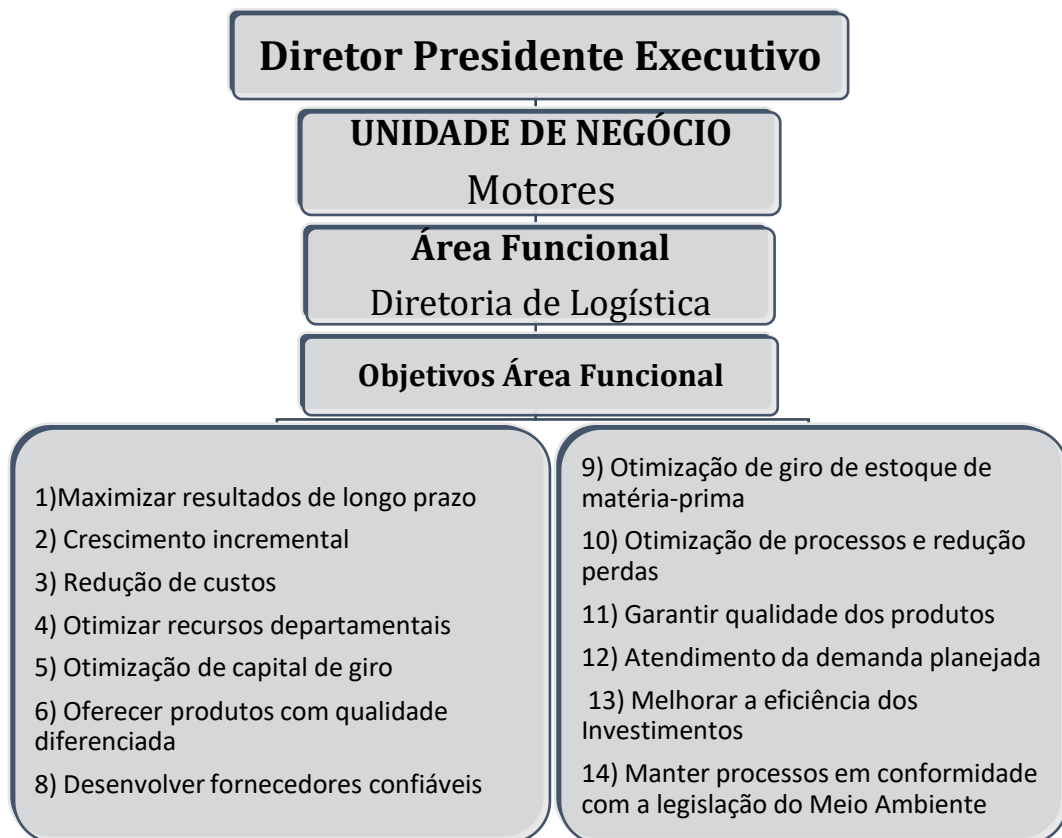 Diretor Presidente Executivo
UNIDADE DE NEGÓCIO
Motores
Área Funcional
Diretoria de Logística
Objetivos Área Funcional
1)Maximizar resultados de longo prazo
2) Crescimento incremental
3) Redução de custos
4) Otimizar recursos departamentais
5) Otimização de capital de giro
6) Oferecer produtos com qualidade
diferenciada
8) Desenvolver fornecedores confiáveis
9) Otimização de giro de estoque de
matéria-prima
10) Otimização de processos e redução
perdas
11) Garantir qualidade dos produtos
12) Atendimento da demanda planejada
13) Melhorar a eficiência dos
Investimentos
14) Manter processos em conformidade
com a legislação do Meio Ambiente